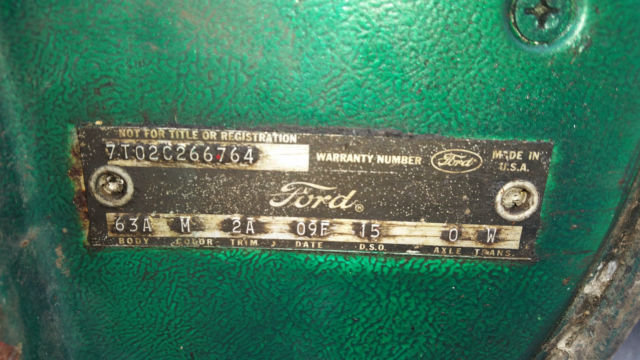 NOT FOR TITLE OR REGISTRATION
7T02C266764 WARRANTY NUMBER Ford MADE IN U.S.A.
Ford®
63A M 2A 09F 15 0 W
BODY COLOR TRIM DATE D.S.O. AXLE TRANS.